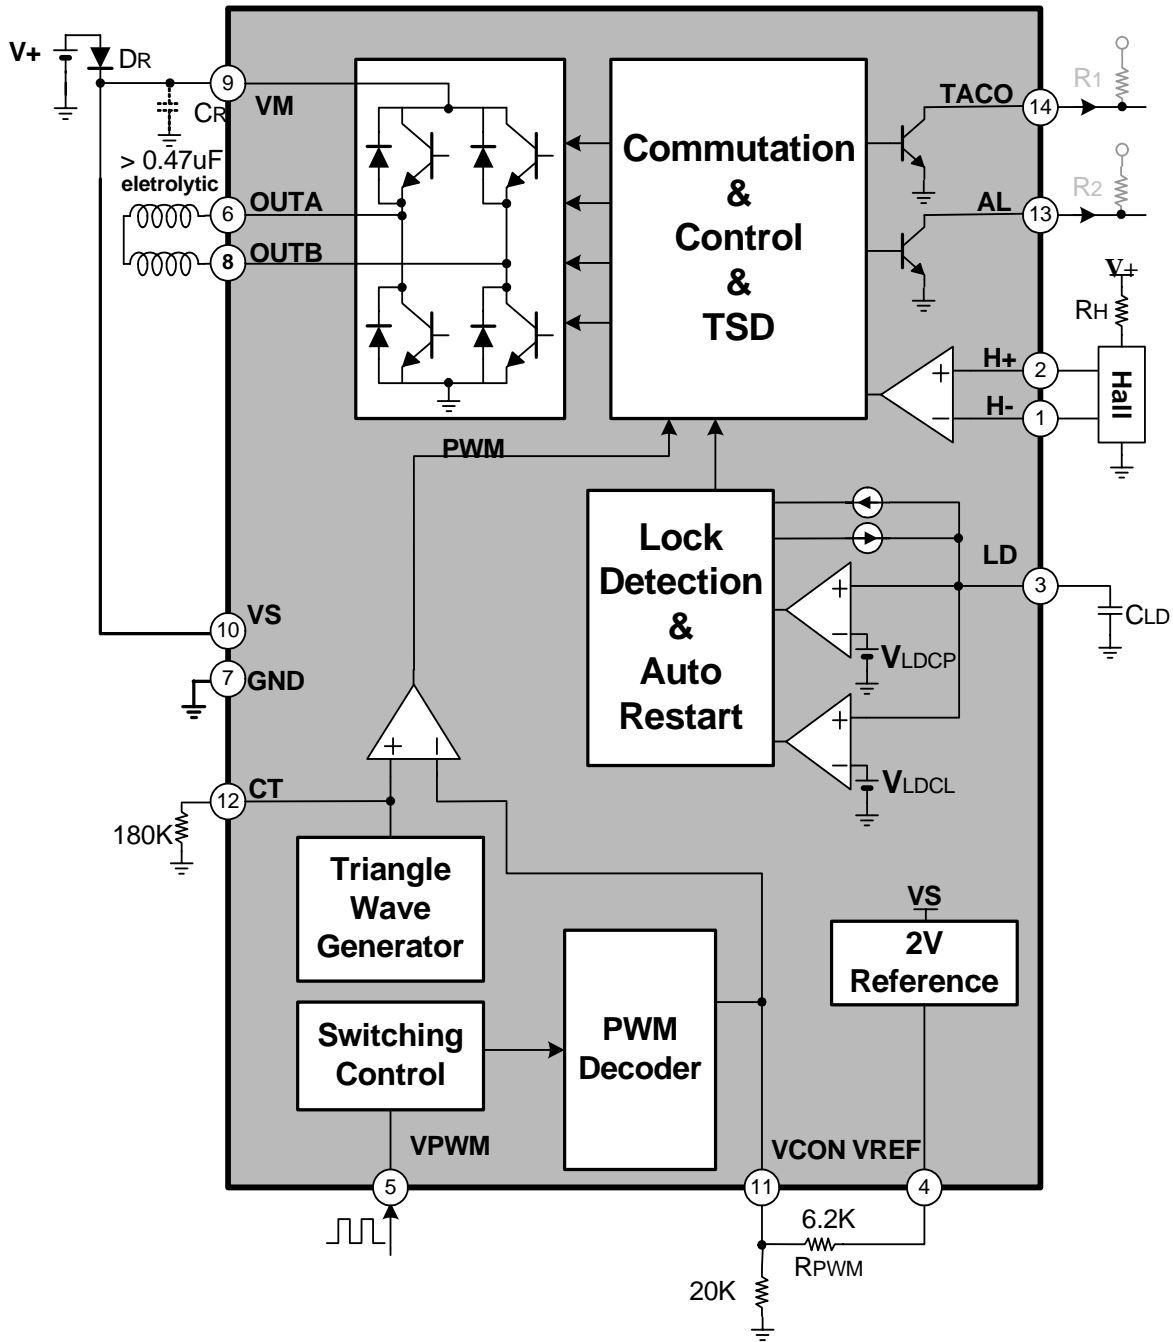 V+
DR
9
VM
CR
> 0.47uF
eletrolytic
6
OUTA
8
OUTB
Commutation
&
Control
&
TSD
TACO
14
R1
AL
13
R2
V+
RH
H+
2
H-
1
Hall
+
−
PWM
Lock
Detection
&
Auto
Restart
LD
3
CLD
+
−
VLDCP
+
−
VLDCL
10
VS
7
GND
+
−
12
CT
180K
Triangle
Wave
Generator
Switching
Control
PWM
Decoder
VS
2V
Reference
VPWM
5
VCON VREF
11
4
6.2K
RPWM
20K